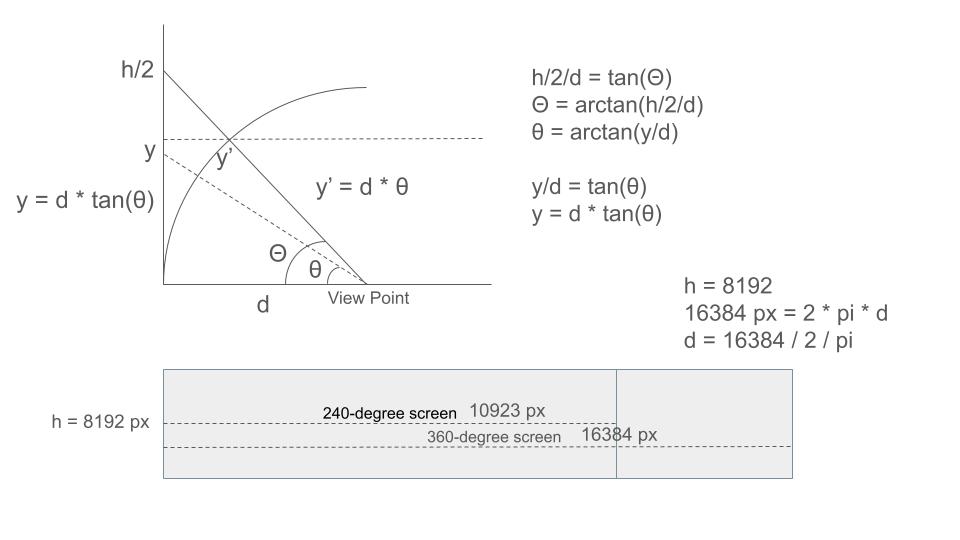 h/2
y
y'
y = d * tan(θ)
y' = d * θ
Θ
θ
d
View Point
h/2/d = tan(Θ)
Θ = arctan(h/2/d)
θ = arctan(y/d)
y/d = tan(θ)
y = d * tan(θ)
h = 8192
16384 px = 2 * pi * d
d = 16384 / 2 / pi
h = 8192 px
240-degree screen 10923 px
360-degree screen 16384 px